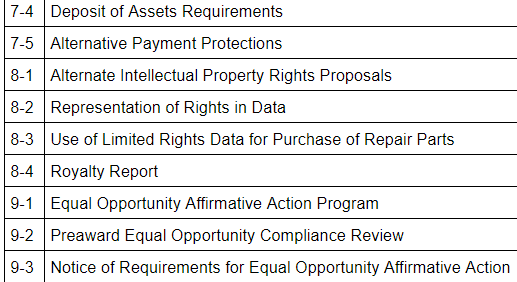 7-4 Deposit of Assets Requirements
7-5 Alternative Payment Protections
8-1 Alternate Intellectual Property Rights Proposals
8-2 Representation of Rights in Data
8-3 Use of Limited Rights Data for Purchase of Repair Parts
8-4 Royalty Report
9-1 Equal Opportunity Affirmative Action Program
9-2 Preaward Equal Opportunity Compliance Review
9-3 Notice of Requirements for Equal Opportunity Affirmative Action